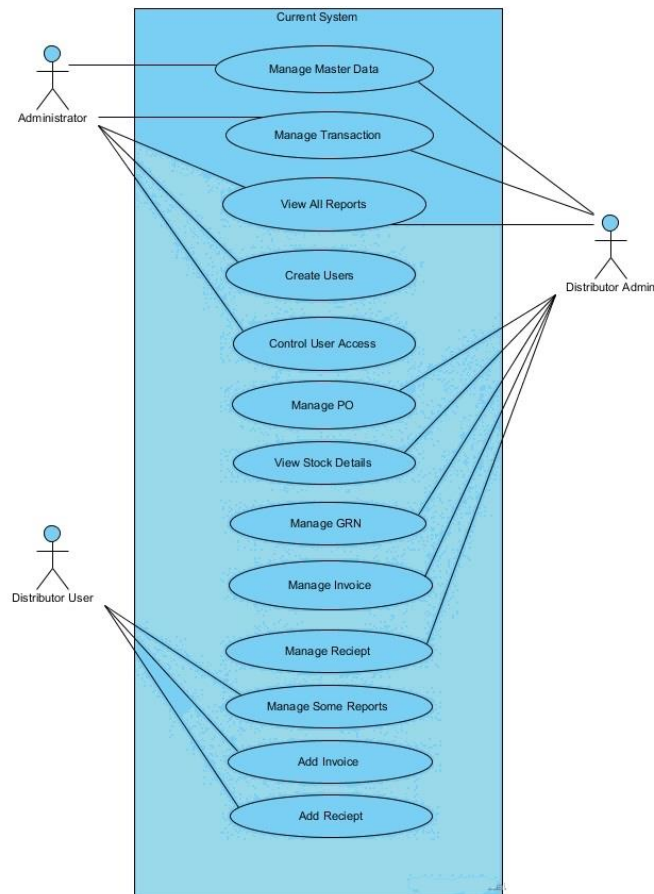 Current System
Manage Master Data
Administrator
Manage Transaction
View All Reports
Create Users
Distributor Admin
Control User Access
Manage PO
View Stock Details
Manage GRN
Manage Invoice
Distributor User
Manage Reciept
Manage Some Reports
Add Invoice
Add Reciept